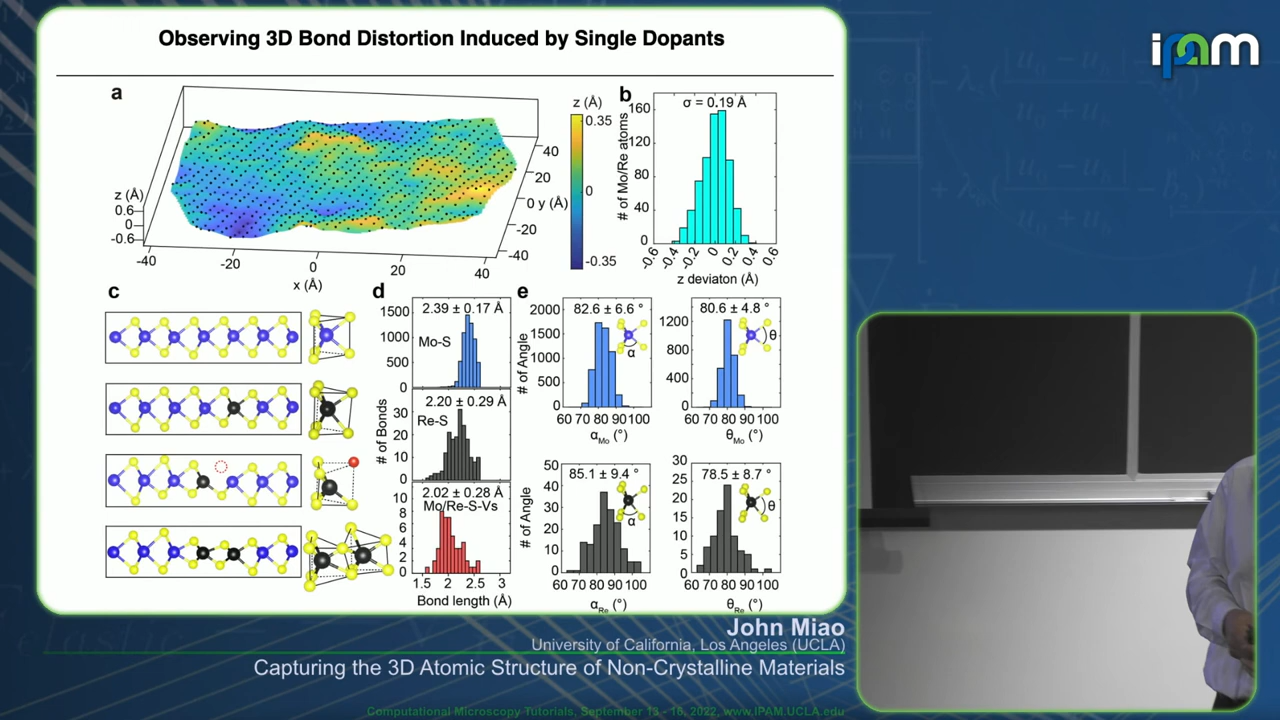 Observing 3D Bond Distortion Induced by Single Dopants
ipam
a
z (Å)
0.35
0
-0.35
40
20
0 y (Å)
-20
-40
z (Å)
0.6
0
-0.6
-40
-20
0
20
40
x (Å)
b
σ = 0.19 Å
# of Mo/Re atoms
160
120
80
40
0
-0.6
-0.4
-0.2
0
0.2
0.4
0.6
z deviaton (Å)
c
d
# of Bonds
2.39 ± 0.17 Å
Mo-S
1500
1000
500
0
2.20 ± 0.29 Å
Re-S
30
20
10
0
2.02 ± 0.28 Å
Mo/Re-S-Vs
10
8
6
4
2
0
1.5 2 2.5 3
Bond length (Å)
e
# of Angle
82.6 ± 6.6 °
2000
1500
1000
500
0
α
60 70 80 90 100
αMo (°)
80.6 ± 4.8 °
1200
800
400
0
θ
60 70 80 90 100
θMo (°)
# of Angle
85.1 ± 9.4 °
50
40
30
20
10
0
α
60 70 80 90 100
αRe (°)
78.5 ± 8.7 °
30
25
20
15
10
5
0
θ
60 70 80 90 100
θRe (°)
John Miao
University of California, Los Angeles (UCLA)
Capturing the 3D Atomic Structure of Non-Crystalline Materials
Computational Microscopy Tutorials, September 13 - 16, 2022, www.IPAM.UCLA.edu